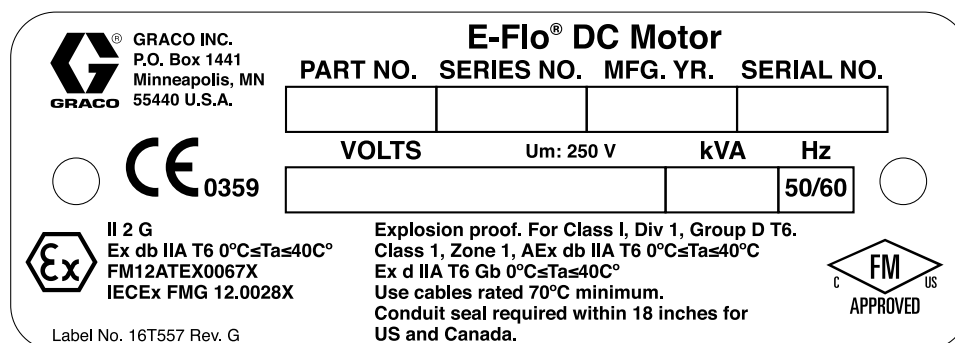 E-Flo® DC Motor
®
GRACO
GRACO INC.
P.O. Box 1441
Minneapolis, MN
55440 U.S.A.
PART NO. SERIES NO. MFG. YR. SERIAL NO.
VOLTS Um: 250 V kVA Hz
50/60
CE 0359
Ex
II 2 G
Ex db IIA T6 0°C≤Ta≤40C°
FM12ATEX0067X
IECEx FMG 12.0028X
Explosion proof. For Class I, Div 1, Group D T6.
Class 1, Zone 1, AEx db IIA T6 0°C≤Ta≤40°C
Ex d IIA T6 Gb 0°C≤Ta≤40C°
Use cables rated 70°C minimum.
Conduit seal required within 18 inches for
US and Canada.
FM
C US
APPROVED
Label No. 16T557 Rev. G